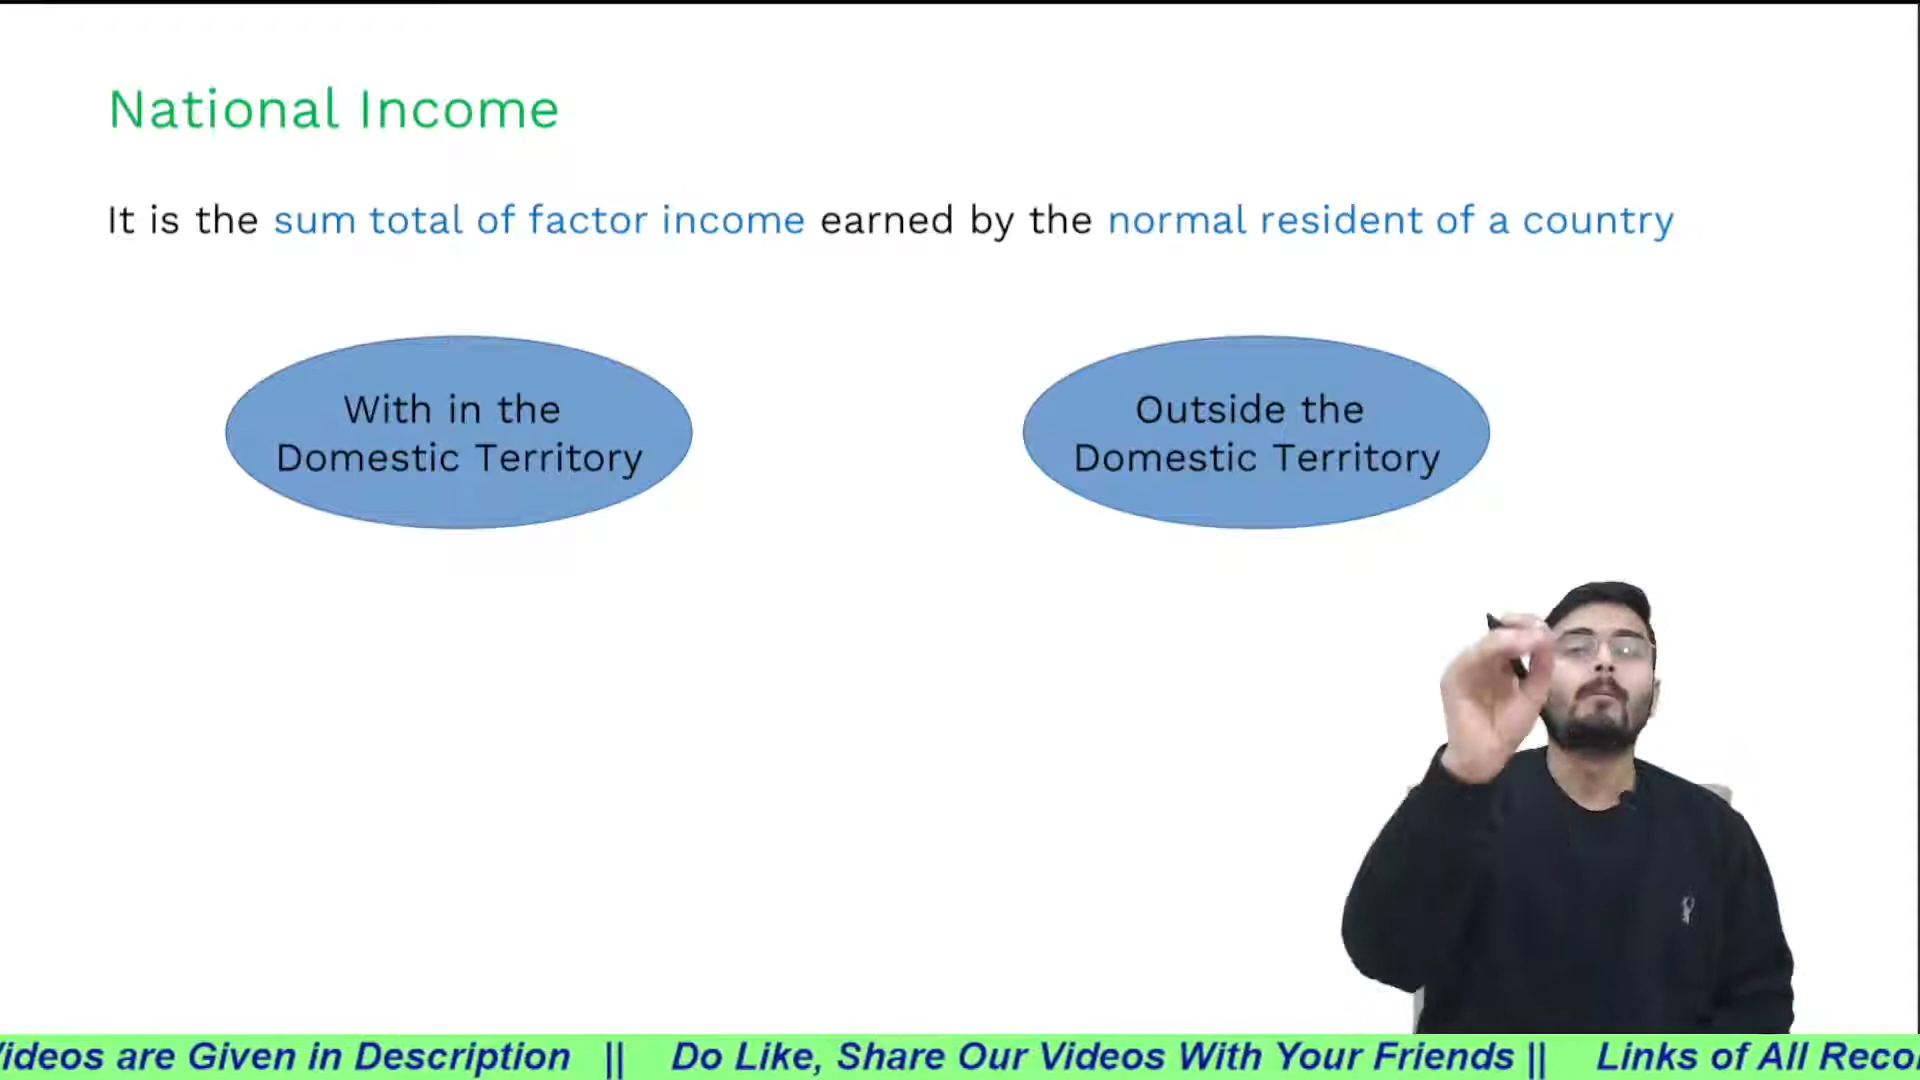 National Income
It is the sum total of factor income earned by the normal resident of a country
With in the
Domestic Territory
Outside the
Domestic Territory
are Given in Description || Do Like, Share Our Videos With Your Friends || Links of All